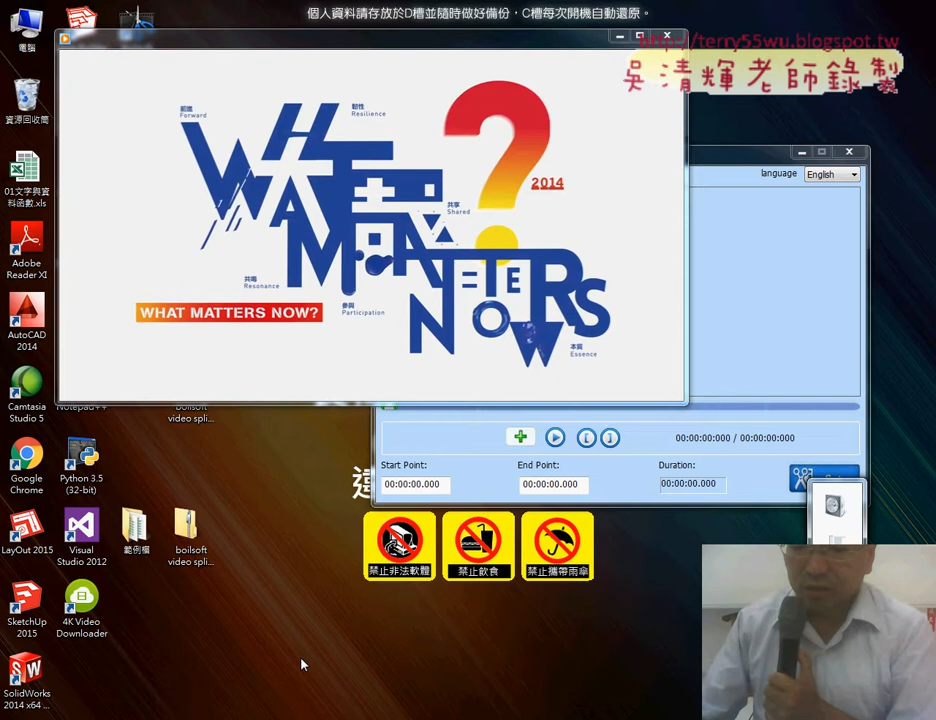 個人資料請存放於D槽並隨時做好備份，C槽每次開機自動還原。
http://terry55wu.blogspot.tw
吳清輝老師錄製
電腦
資源回收筒
01文字與資
料函數.xls
Adobe
Reader XI
AutoCAD
2014
Camtasia
Studio 5
Notepad++
boilsoft
video spli...
Google
Chrome
Python 3.5
(32-bit)
LayOut 2015
Visual
Studio 2012
範例檔
boilsoft
video spli...
SketchUp
2015
4K Video
Downloader
SolidWorks
2014 x64 ...
前進
Forward
韌性
Resilience
WHAT
MATTERS
NOW
?
2014
共享
Shared
共鳴
Resonance
參與
Participation
本質
Essence
WHAT MATTERS NOW?
language
English
00:00:00:000 / 00:00:00:000
Start Point:
End Point:
Duration:
00:00:00.000
00:00:00.000
00:00:00.000
禁止非法軟體
禁止飲食
禁止攜帶雨傘